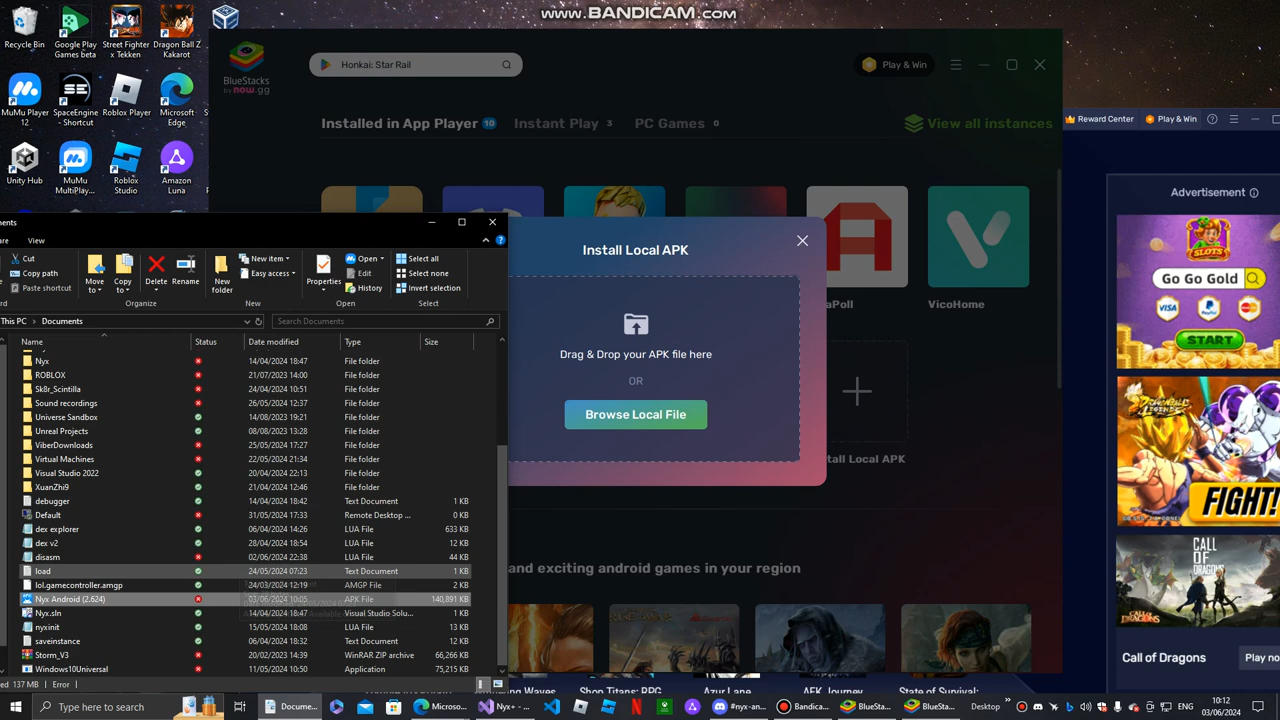 www.BANDICAM.com
Recycle Bin
Google Play Games beta
Street Fighter x Tekken
Dragon Ball Z Kakarot
MuMu Player 12
SpaceEngine - Shortcut
Roblox Player
Microsoft Edge
Unity Hub
MuMu MultiPlay...
Roblox Studio
Amazon Luna
BlueStacks
by now.gg
Honkai: Star Rail
Play & Win
Installed in App Player 10
Instant Play 3
PC Games 0
View all instances
VicoHome
aPoll
tall Local APK
and exciting android games in your region
Shop Titans: RPG
Azur Lane
AFK Journey
State of Survival:
Install Local APK
Drag & Drop your APK file here
OR
Browse Local File
Reward Center
Play & Win
Advertisement
SLOTS
Go Go Gold
VISA
PayPal
START
DRAGONBALL LEGENDS
FIGHT!
CALL OF DRAGONS
Call of Dragons
Play no
ments
are View
Cut
Copy path
Paste shortcut
Move to
Copy to
Delete
Rename
Organize
New folder
New item
Easy access
New
Properties
Open
Edit
History
Open
Select all
Select none
Invert selection
Select
This PC > Documents
Search Documents
Name Status Date modified Type Size
Nyx 14/04/2024 18:47 File folder
ROBLOX 21/07/2023 14:00 File folder
Sk8r_Scintilla 24/04/2024 10:51 File folder
Sound recordings 26/05/2024 12:37 File folder
Universe Sandbox 14/08/2023 19:21 File folder
Unreal Projects 08/08/2023 13:28 File folder
ViberDownloads 25/05/2024 17:27 File folder
Virtual Machines 22/05/2024 21:34 File folder
Visual Studio 2022 20/04/2024 22:13 File folder
XuanZhi9 21/04/2024 12:46 File folder
debugger 14/04/2024 18:42 Text Document 1 KB
Default 31/05/2024 17:33 Remote Desktop ... 0 KB
dex explorer 06/04/2024 14:26 LUA File 633 KB
dex v2 28/04/2024 18:54 LUA File 12 KB
disasm 02/06/2024 22:38 LUA File 44 KB
load 24/05/2024 07:23 Text Document 1 KB
lol.gamecontroller.amgp 24/03/2024 12:19 AMGP File 2 KB
Nyx Android (2.624) 03/06/2024 10:05 APK File 140,891 KB
Nyx.sln 14/04/2024 18:47 Visual Studio Solu... 1 KB
nyxinit 15/05/2024 18:08 LUA File 13 KB
saveinstance 01/04/2024 18:32 Text Document 12 KB
Storm_V3 20/02/2023 14:39 WinRAR ZIP archive 66,266 KB
Windows10Universal 11/05/2024 10:50 Application 75,215 KB
ed 137 MB Error
Type here to search
Docume...
Microso...
Nyx+ - ...
#nyx-an...
Bandica...
BlueSta...
BlueSta...
Desktop
ENG
10:12
03/06/2024